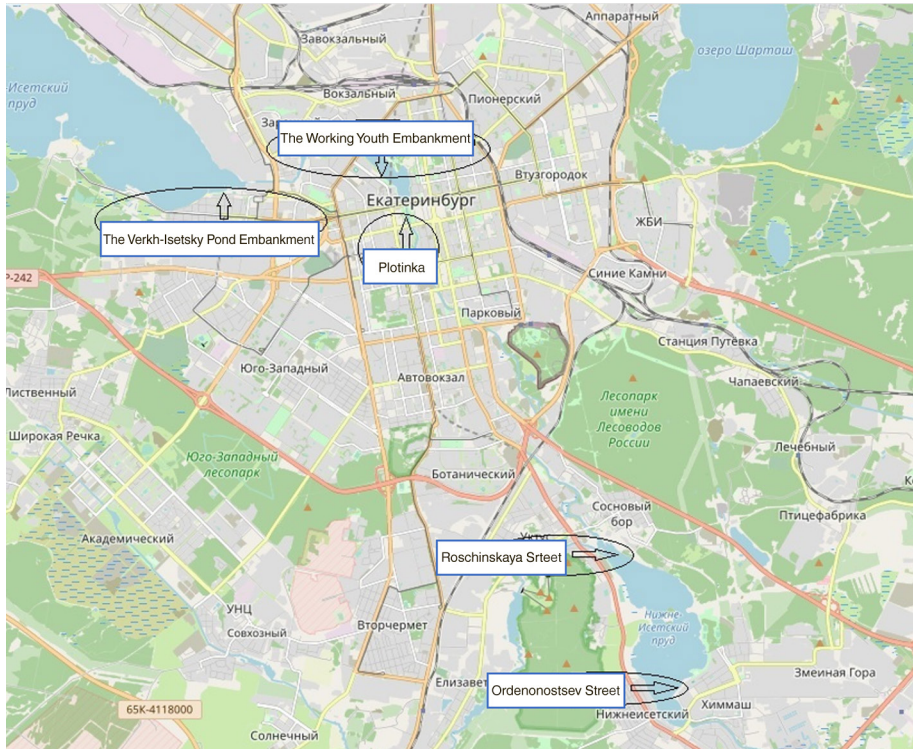 Аппаратный
Завокзальный
озеро Шарташ
-Исетский
пруд
Вокзальный
Пионерский
The Working Youth Embankment
Втузгородок
Екатеринбург
ЖБИ
The Verkh-Isetsky Pond Embankment
Plotinka
Синие Камни
Р-242
Парковый
Станция Путёвка
Юго-Западный
Автовокзал
Чапаевский
Лиственный
Лесопарк
имени
Лесоводов
России
Широкая Речка
Лечебный
Юго-Западный
лесопарк
Ботанический
Сосновый
бор
Птицефабрика
Академический
Уктус
Roschinskaya Srteet
УНЦ
Совхозный
Вторчермет
Нижне-
Исетский
пруд
Змеиная Гора
Елизавет
Ordenonostsev Street
65К-4118000
Химмаш
Нижнеисетский
Солнечный